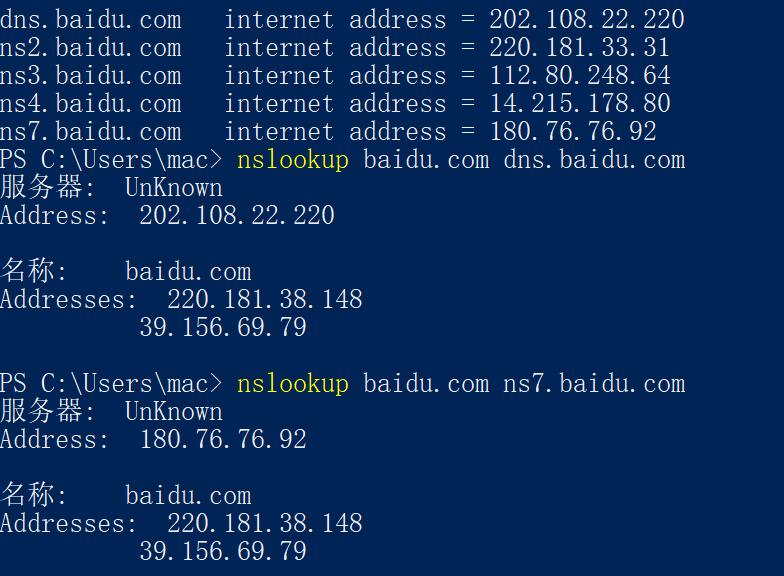 dns.baidu.com   internet address = 202.108.22.220
ns2.baidu.com   internet address = 220.181.33.31
ns3.baidu.com   internet address = 112.80.248.64
ns4.baidu.com   internet address = 14.215.178.80
ns7.baidu.com   internet address = 180.76.76.92
PS C:\Users\mac> nslookup baidu.com dns.baidu.com
服务器:  UnKnown
Address:  202.108.22.220
名称:    baidu.com
Addresses:  220.181.38.148
39.156.69.79
PS C:\Users\mac> nslookup baidu.com ns7.baidu.com
服务器:  UnKnown
Address:  180.76.76.92
名称:    baidu.com
Addresses:  220.181.38.148
39.156.69.79